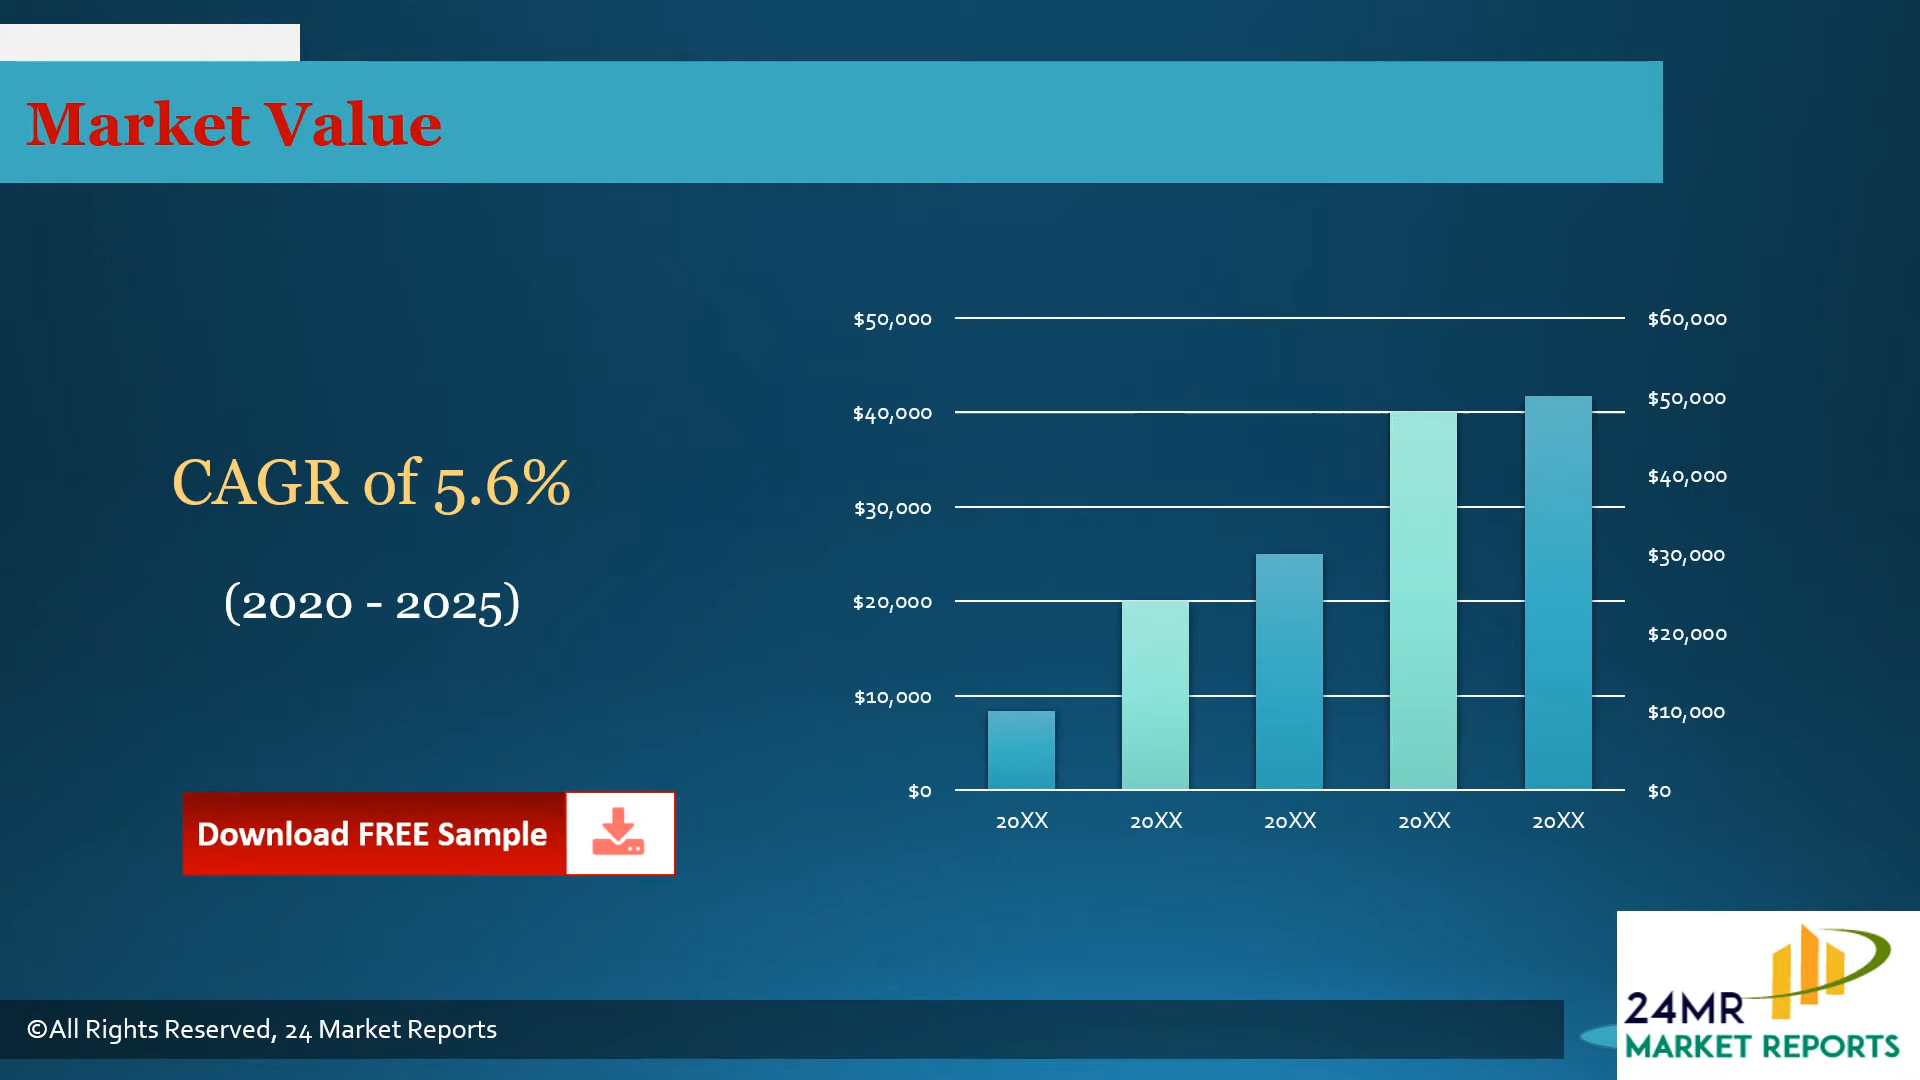 Market Value
CAGR of 5.6%
(2020 - 2025)
Download FREE Sample
$50,000
$40,000
$30,000
$20,000
$10,000
$0
$60,000
$50,000
$40,000
$30,000
$20,000
$10,000
$0
20XX 20XX 20XX 20XX 20XX
©All Rights Reserved, 24 Market Reports
24MR
MARKET REPORTS